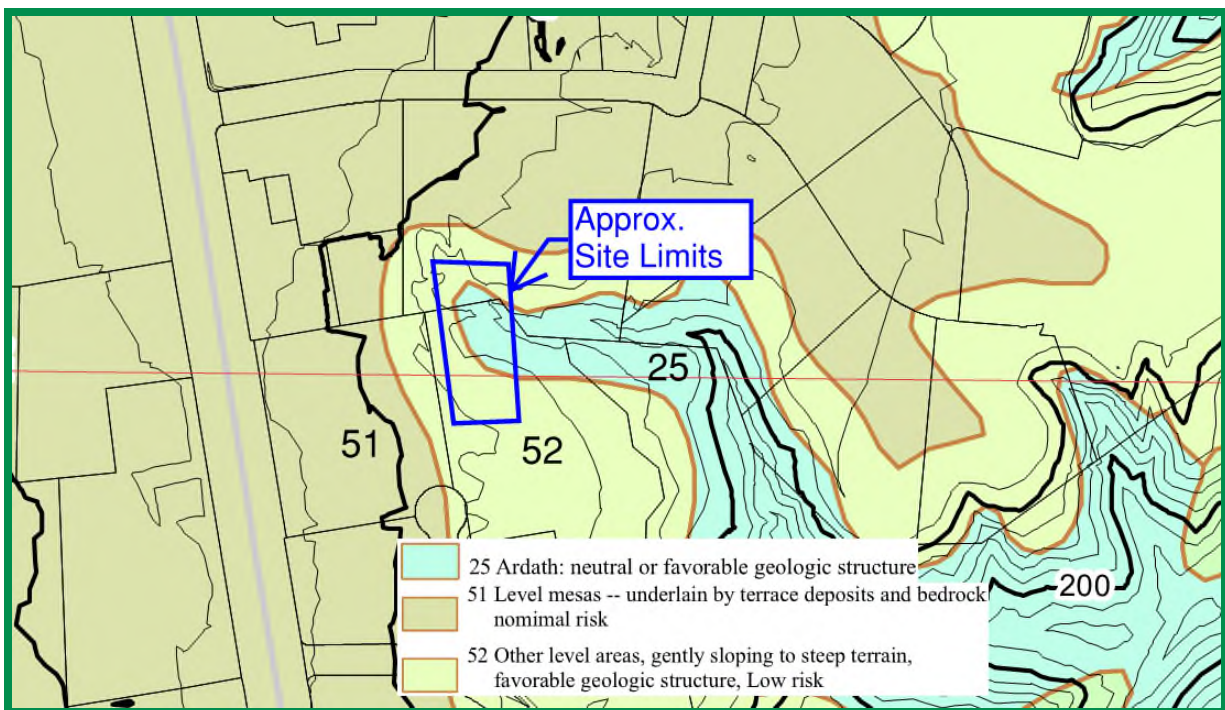 Approx.
Site Limits
25
51
52
25 Ardath: neutral or favorable geologic structure
51 Level mesas -- underlain by terrace deposits and bedrock
nomimal risk
200
52 Other level areas, gently sloping to steep terrain,
favorable geologic structure, Low risk